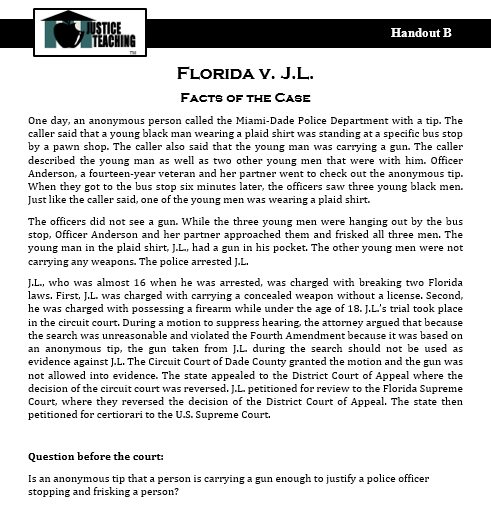 JUSTICE
TEACHING
TM
Handout B
FLORIDA V. J.L.
FACTS OF THE CASE
One day, an anonymous person called the Miami-Dade Police Department with a tip. The
caller said that a young black man wearing a plaid shirt was standing at a specific bus stop
by a pawn shop. The caller also said that the young man was carrying a gun. The caller
described the young man as well as two other young men that were with him. Officer
Anderson, a fourteen-year veteran and her partner went to check out the anonymous tip.
When they got to the bus stop six minutes later, the officers saw three young black men.
Just like the caller said, one of the young men was wearing a plaid shirt.
The officers did not see a gun. While the three young men were hanging out by the bus
stop, Officer Anderson and her partner approached them and frisked all three men. The
young man in the plaid shirt, J.L., had a gun in his pocket. The other young men were not
carrying any weapons. The police arrested J.L.
J.L., who was almost 16 when he was arrested, was charged with breaking two Florida
laws. First, J.L. was charged with carrying a concealed weapon without a license. Second,
he was charged with possessing a firearm while under the age of 18. J.L.'s trial took place
in the circuit court. During a motion to suppress hearing, the attorney argued that because
the search was unreasonable and violated the Fourth Amendment because it was based on
an anonymous tip, the gun taken from J.L. during the search should not be used as
evidence against J.L. The Circuit Court of Dade County granted the motion and the gun was
not allowed into evidence. The state appealed to the District Court of Appeal where the
decision of the circuit court was reversed. J.L. petitioned for review to the Florida Supreme
Court, where they reversed the decision of the District Court of Appeal. The state then
petitioned for certiorari to the U.S. Supreme Court.
Question before the court:
Is an anonymous tip that a person is carrying a gun enough to justify a police officer
stopping and frisking a person?